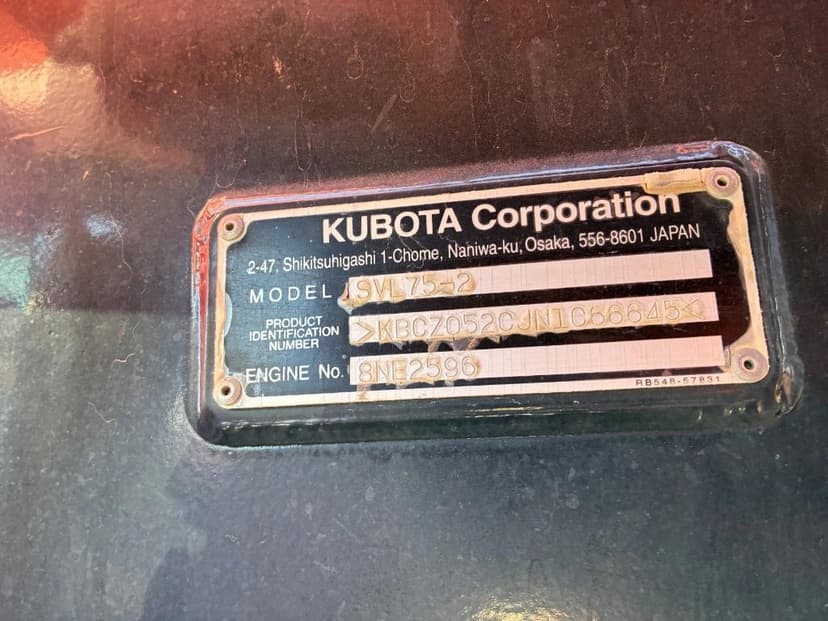 KUBOTA Corporation
2-47, Shikitsuhigashi 1-Chome, Naniwa-ku, Osaka, 556-8601 JAPAN
MODEL SVL75-2
PRODUCT
IDENTIFICATION
NUMBER
>KBCZ052CJN1G66645<
ENGINE No. 8NE2596
RB548-57831